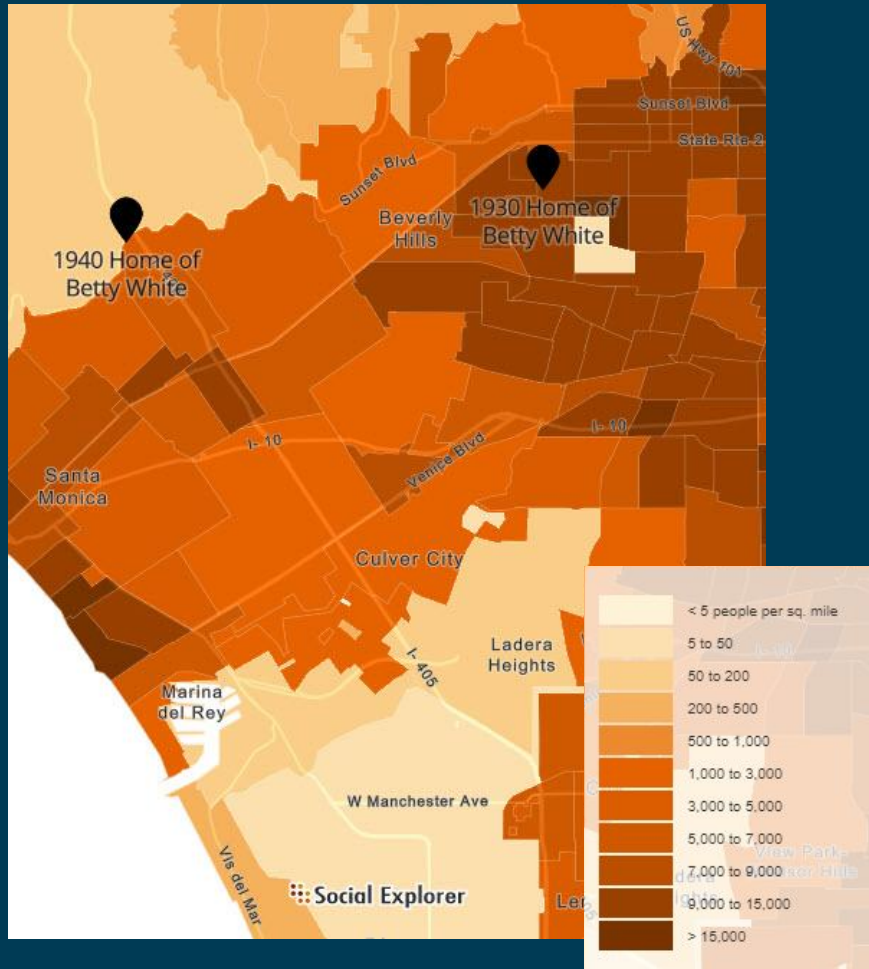 US Hwy 101
Sunset Blvd
State Rte 2
Sunset Blvd
1930 Home of
Betty White
Beverly
Hills
1940 Home of
Betty White
I- 10
I- 10
Venice Blvd
Santa
Monica
Culver City
Ladera
Heights
I- 405
Marina
del Rey
W Manchester Ave
Vis del Mar
Social Explorer
< 5 people per sq. mile
5 to 50
50 to 200
200 to 500
500 to 1,000
1,000 to 3,000
3,000 to 5,000
5,000 to 7,000
7,000 to 9,000
9,000 to 15,000
> 15,000
View Park-